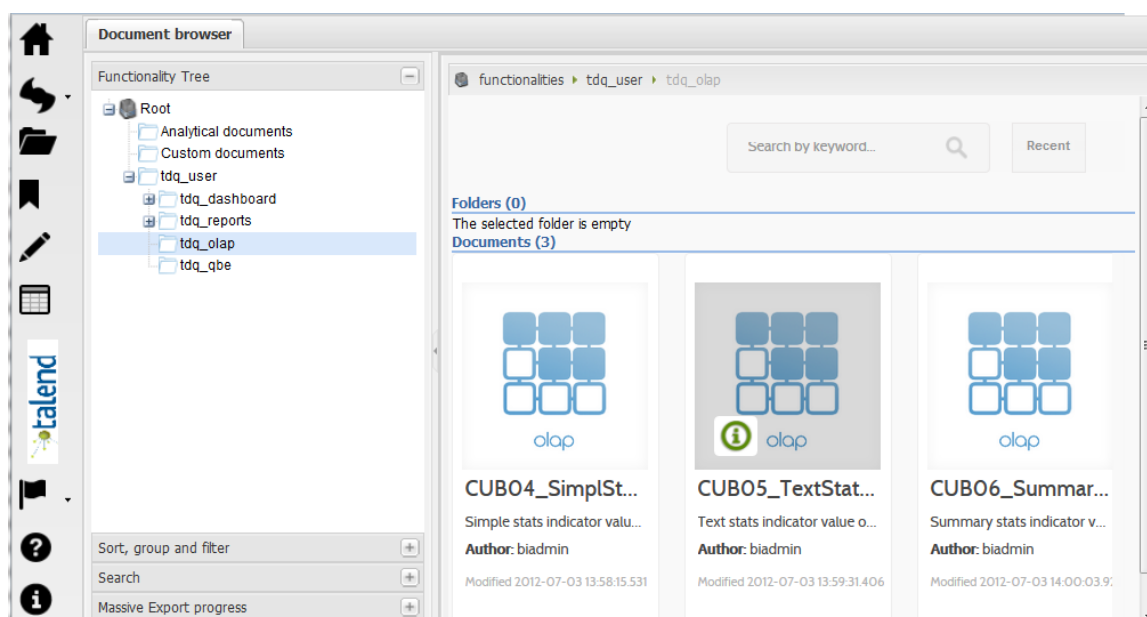 Document browser
Functionality Tree
Root
Analytical documents
Custom documents
tdq_user
tdq_dashboard
tdq_reports
tdq_olap
tdq_qbe
talend
Sort, group and filter
Search
Massive Export progress
functionalities tdq_user tdq_olap
Search by keyword...
Recent
Folders (0)
The selected folder is empty
Documents (3)
olap
CUB04_SimplSt...
Simple stats indicator valu...
Author: biadmin
Modified 2012-07-03 13:58:15.531
olap
CUB05_TextStat...
Text stats indicator value o...
Author: biadmin
Modified 2012-07-03 13:59:31.406
olap
CUB06_Summar...
Summary stats indicator v...
Author: biadmin
Modified 2012-07-03 14:00:03.9